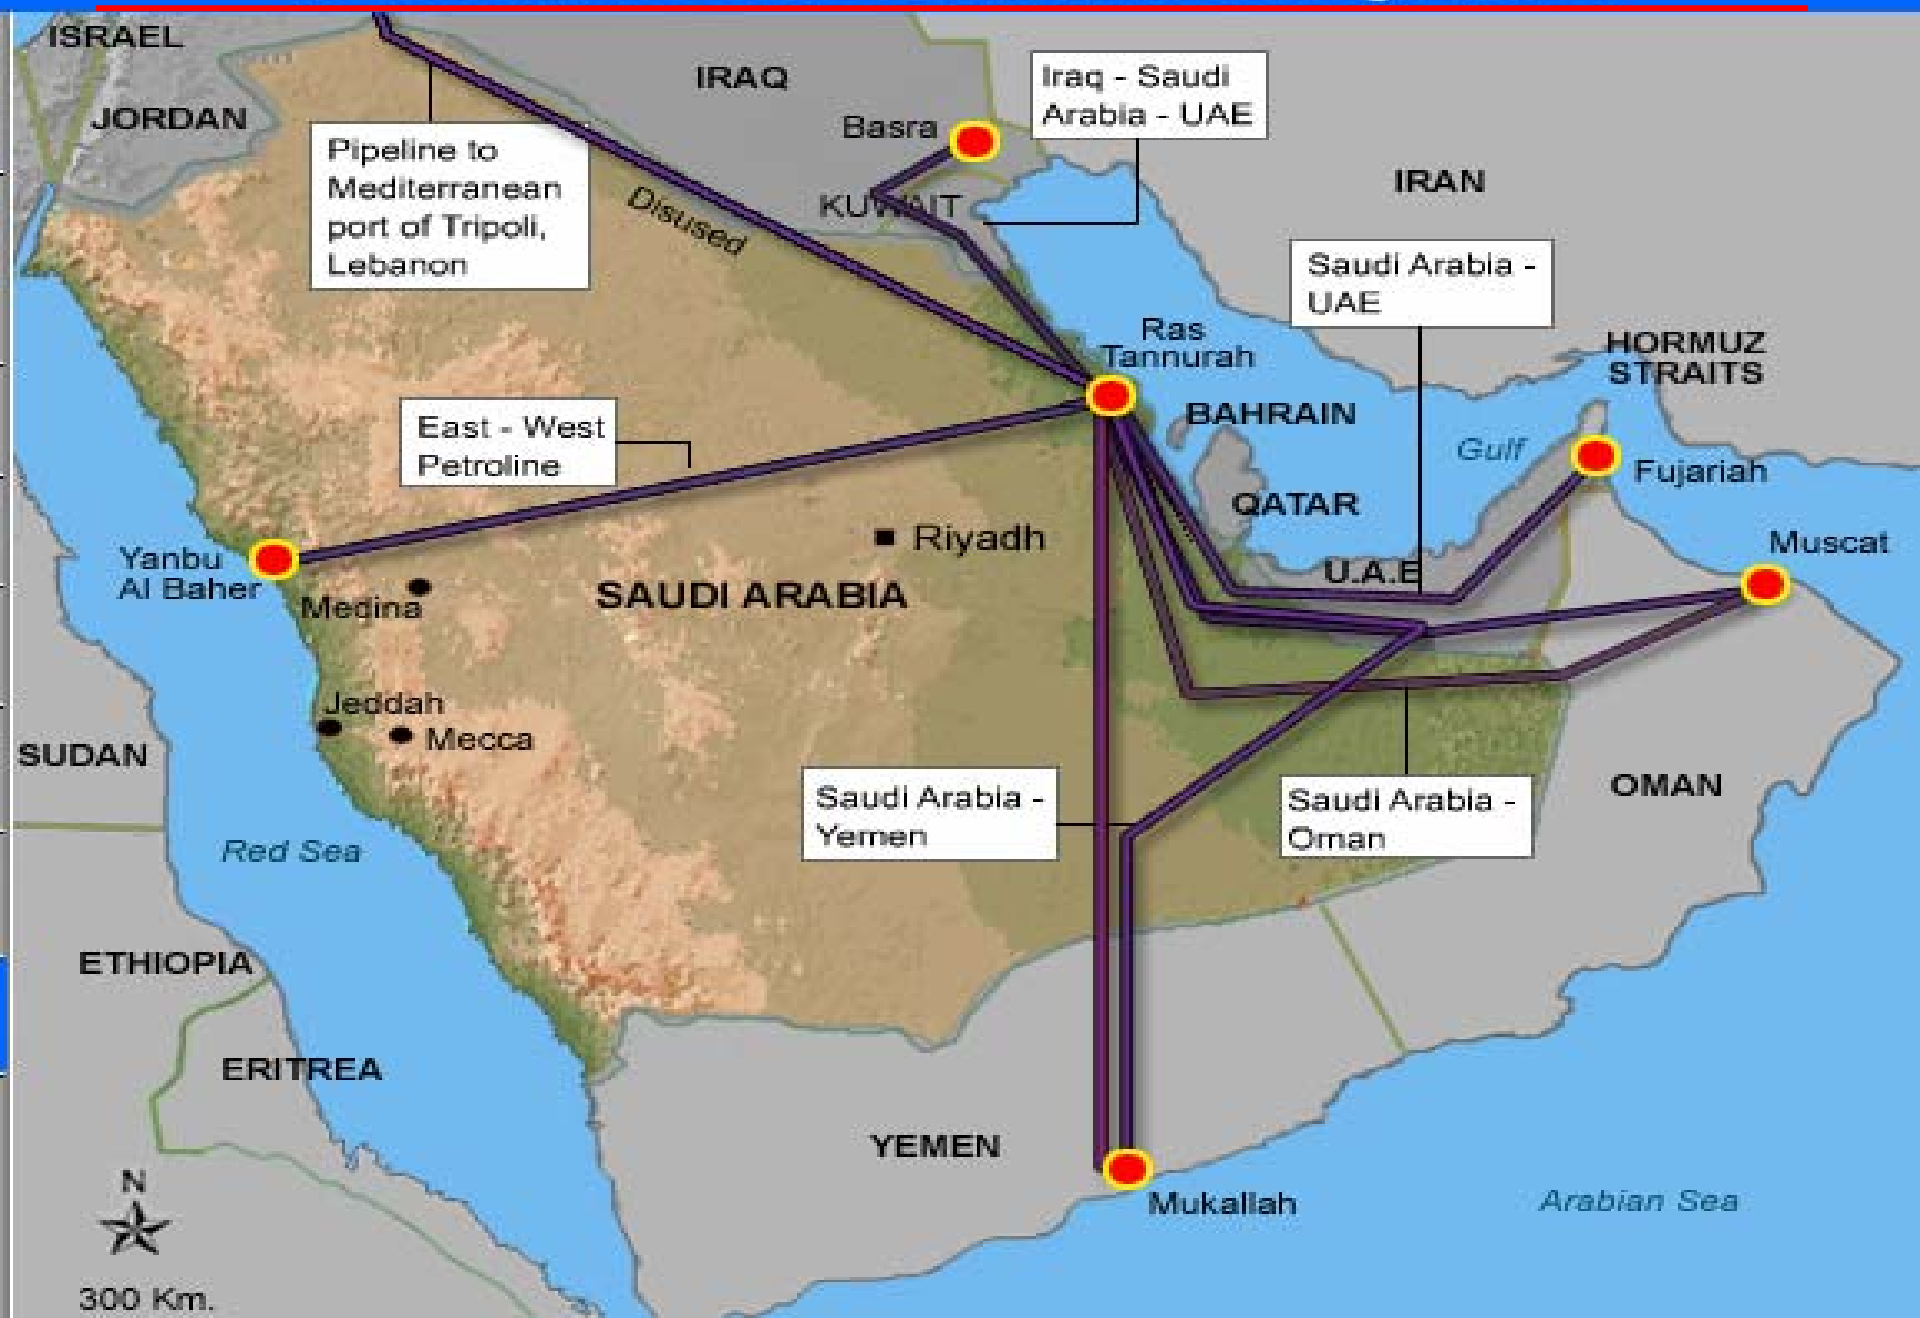 ISRAEL
JORDAN
IRAQ
Iraq - Saudi
Arabia - UAE
Basra
KUWAIT
IRAN
Pipeline to
Mediterranean
port of Tripoli,
Lebanon
Disused
Saudi Arabia -
UAE
Ras
Tannurah
HORMUZ
STRAITS
BAHRAIN
East - West
Petroline
Gulf
Fujariah
QATAR
Riyadh
Muscat
Yanbu
Al Baher
U.A.E
Medina
SAUDI ARABIA
Jeddah
Mecca
SUDAN
Saudi Arabia -
Yemen
Saudi Arabia -
Oman
OMAN
Red Sea
ETHIOPIA
ERITREA
YEMEN
Mukallah
Arabian Sea
N
300 Km.